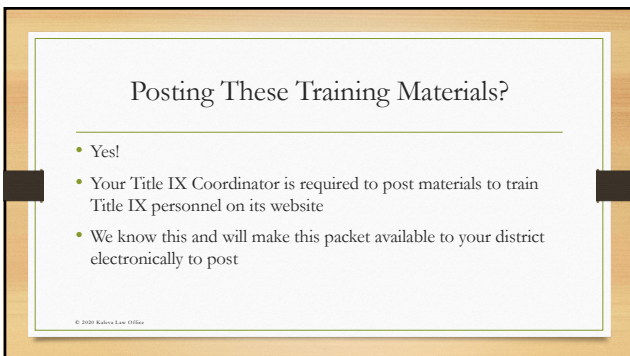 Posting These Training Materials?
• Yes!
• Your Title IX Coordinator is required to post materials to train
Title IX personnel on its website
• We know this and will make this packet available to your district
electronically to post
© 2020 Kaleva Law Office